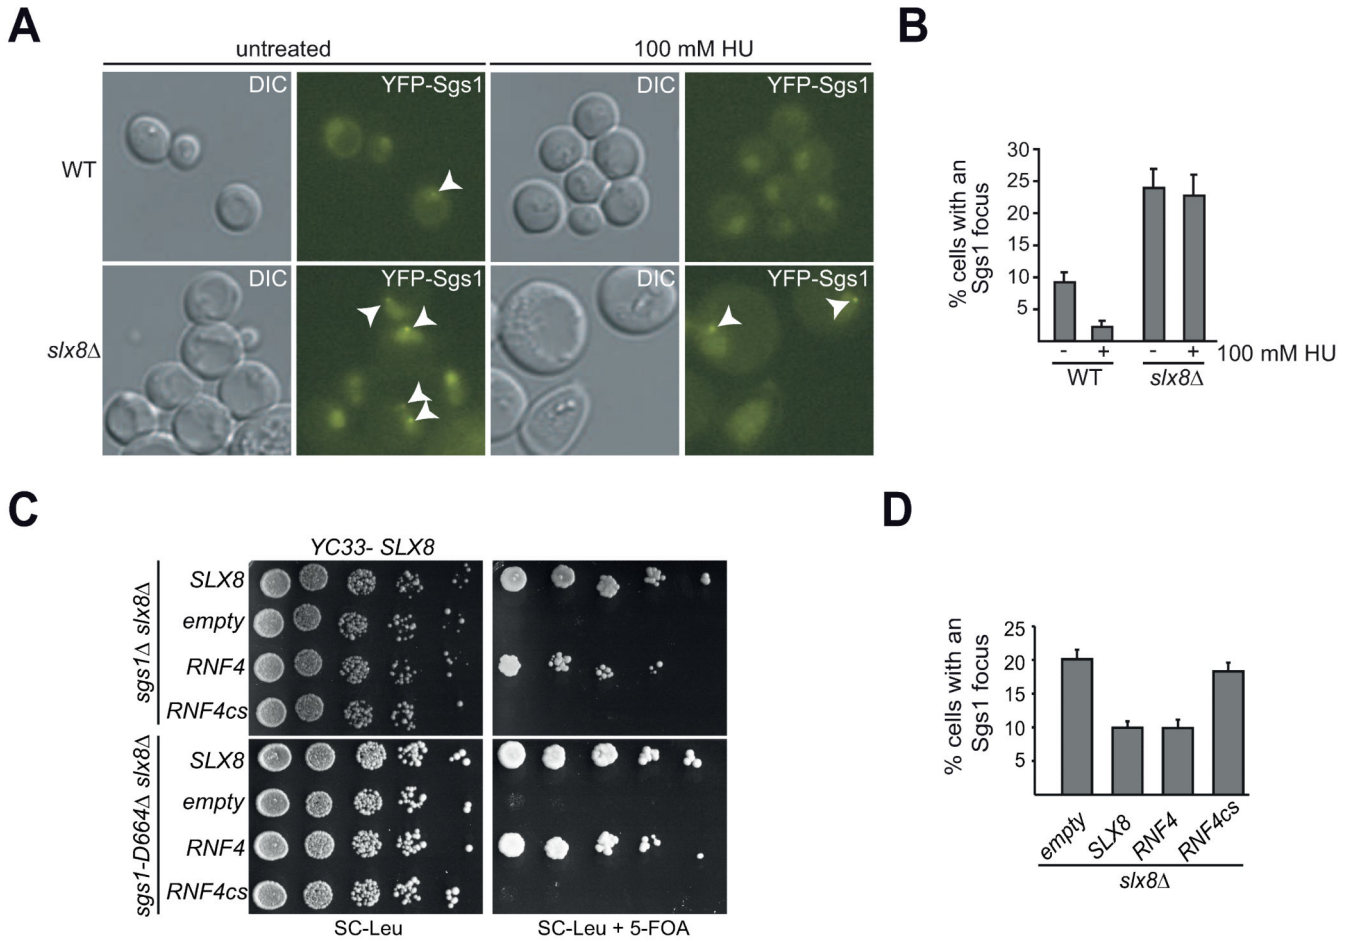 A
untreated
100 mM HU
WT
DIC
YFP-Sgs1
DIC
YFP-Sgs1
slx8Δ
DIC
YFP-Sgs1
DIC
YFP-Sgs1
B
% cells with an
Sgs1 focus
30
25
20
15
10
5
- + - + 100 mM HU
WT slx8Δ
C
YC33- SLX8
sgs1Δ slx8Δ
SLX8
empty
RNF4
RNF4cs
sgs1-D664Δ slx8Δ
SLX8
empty
RNF4
RNF4cs
SC-Leu
SC-Leu + 5-FOA
D
% cells with an
Sgs1 focus
25
20
15
10
5
empty SLX8 RNF4 RNF4cs
slx8Δ